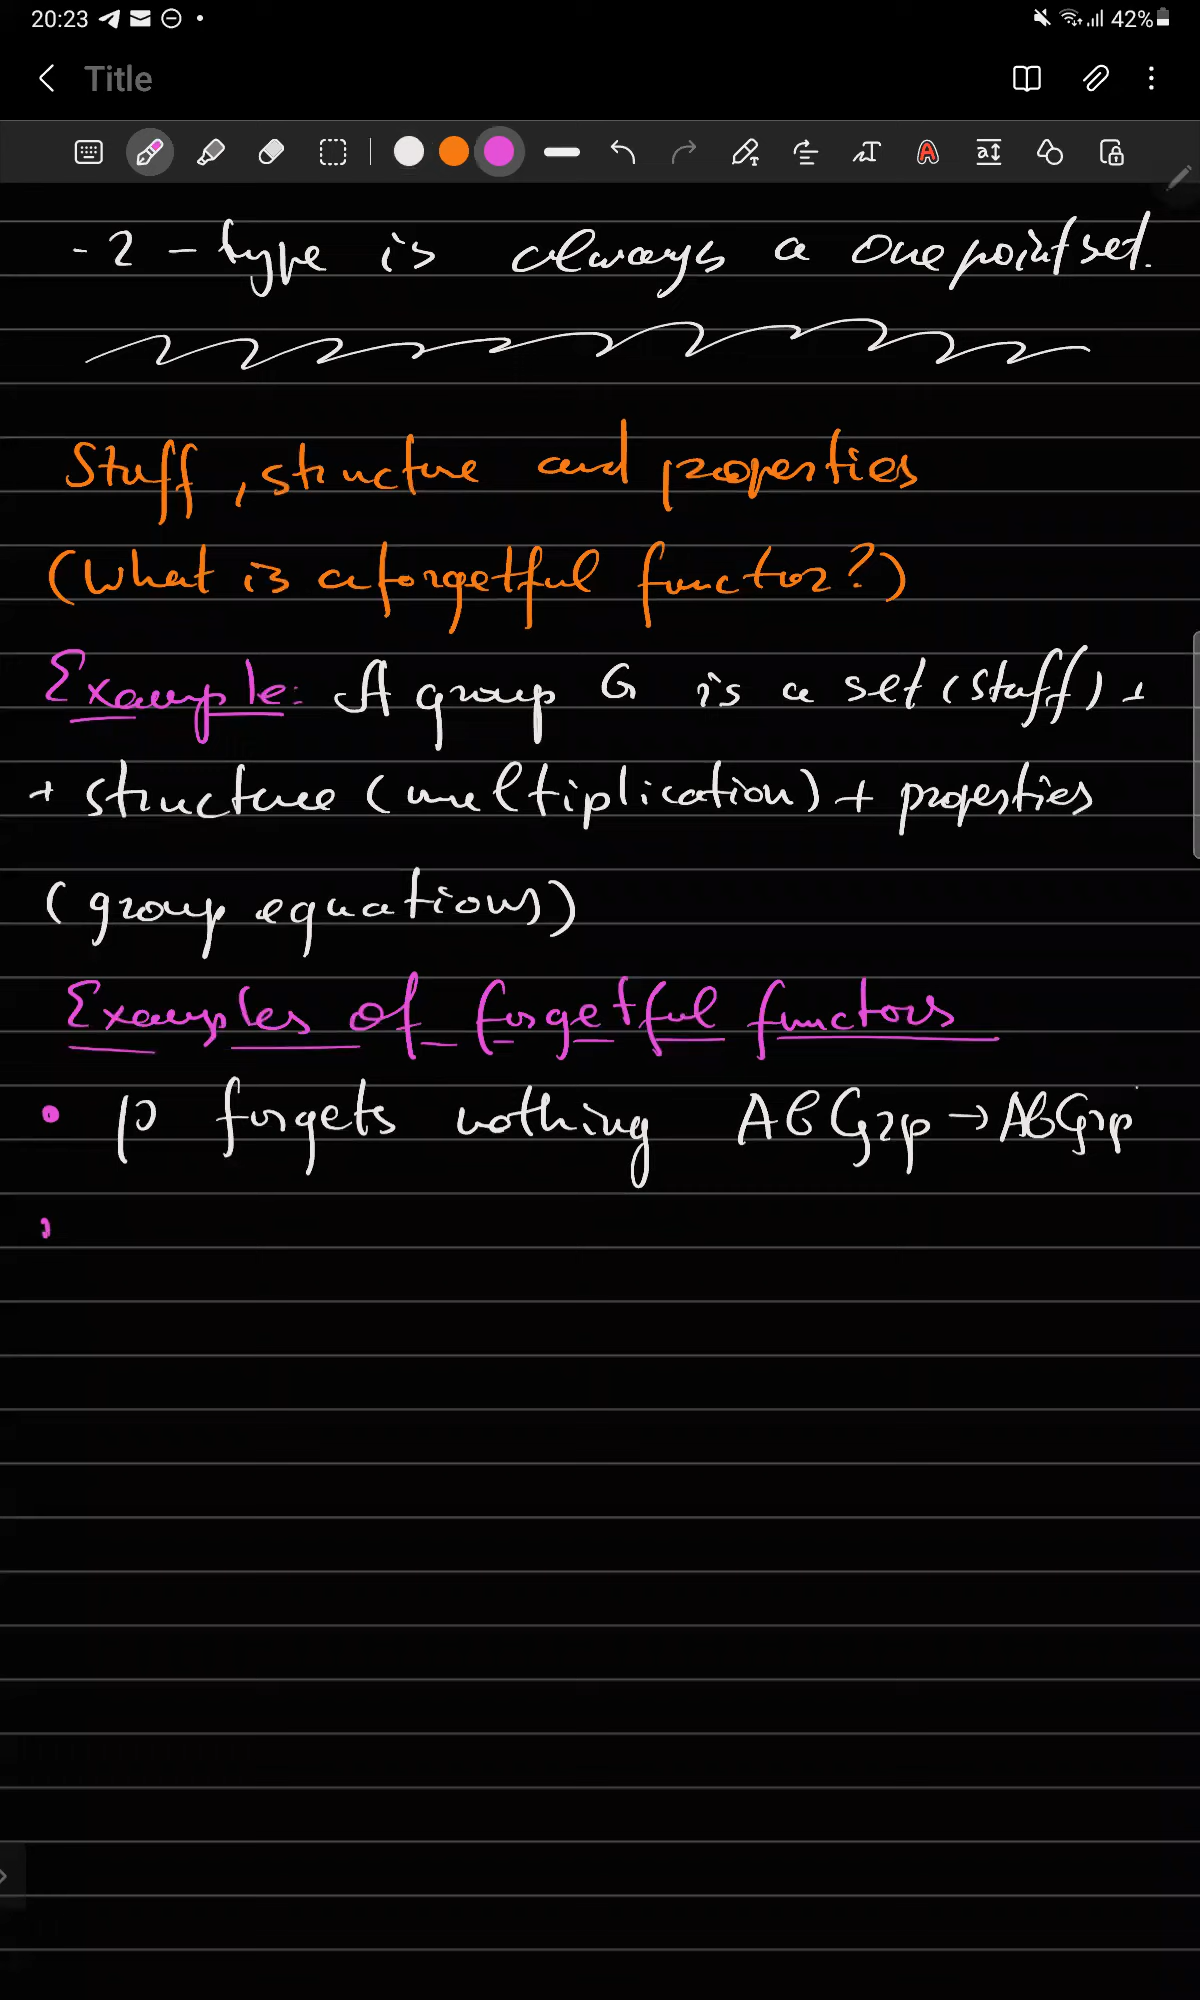 20:23 42%
Title
-2 - type is always a one point set.
Stuff, structure and properties
(What is a forgetful functor?)
Example: A group G is a set (stuff) +
+ structure (multiplication) + properties
(group equations)
Examples of forgetful functors
• p forgets nothing AbGrp → AbGrp